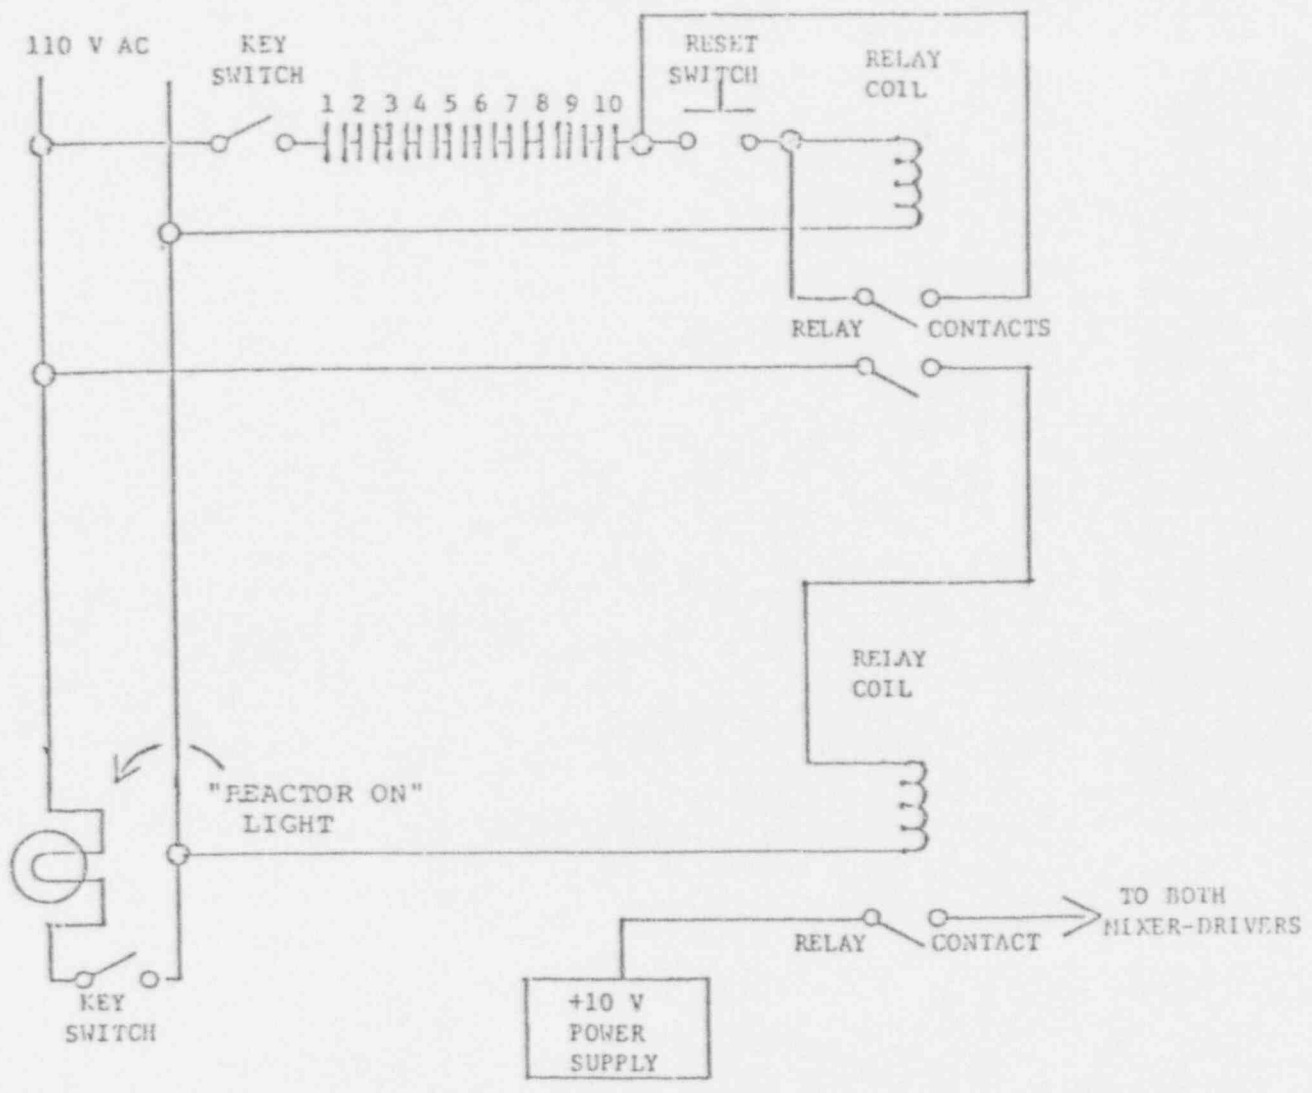 110 V AC
KEY
SWITCH
1 2 3 4 5 6 7 8 9 10
RESET
SWITCH
RELAY
COIL
RELAY CONTACTS
RELAY
COIL
"REACTOR ON"
LIGHT
KEY
SWITCH
+10 V
POWER
SUPPLY
RELAY CONTACT
TO BOTH
MIXER-DRIVERS